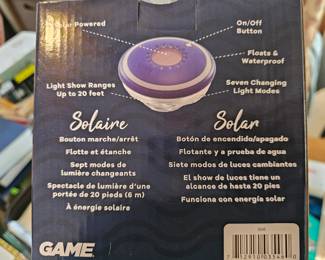 Solar Powered
On/Off
Button
Floats &
Waterproof
Light Show Ranges
Up to 20 feet
Seven Changing
Light Modes
Solaire
Bouton marche/arrêt
Flotte et étanche
Sept modes de
lumière changeants
Spectacle de lumière d'une
portée de 20 pieds (6 m)
À énergie solaire
Solar
Botón de encendido/apagado
Flotante y a prueba de agua
Siete modos de luces cambiantes
El show de luces tiene un
alcance de hasta 20 pies
Funciona con energía solar
GAME